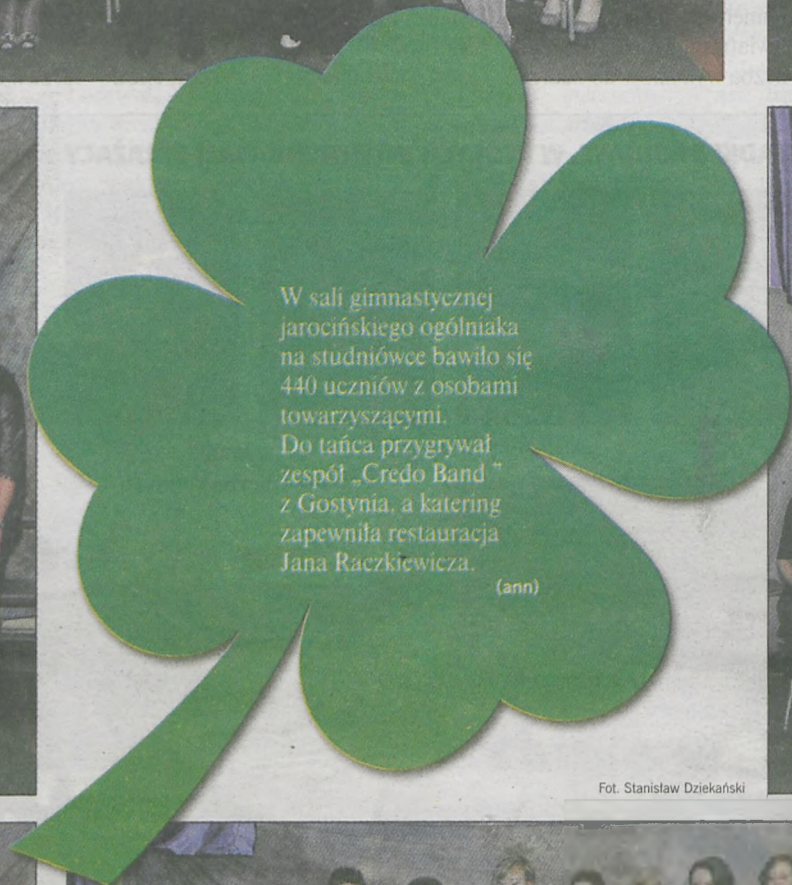 W sali gimnastycznej
jarocińskiego ogólniaka
na studniówce bawiło się
440 uczniów z osobami
towarzyszącymi.
Do tańca przygrywał
zespół „Credo Band ”
z Gostynia, a katering
zapewniła restauracja
Jana Raczkiewicza.
(ann)
Fot. Stanisław Dziekański